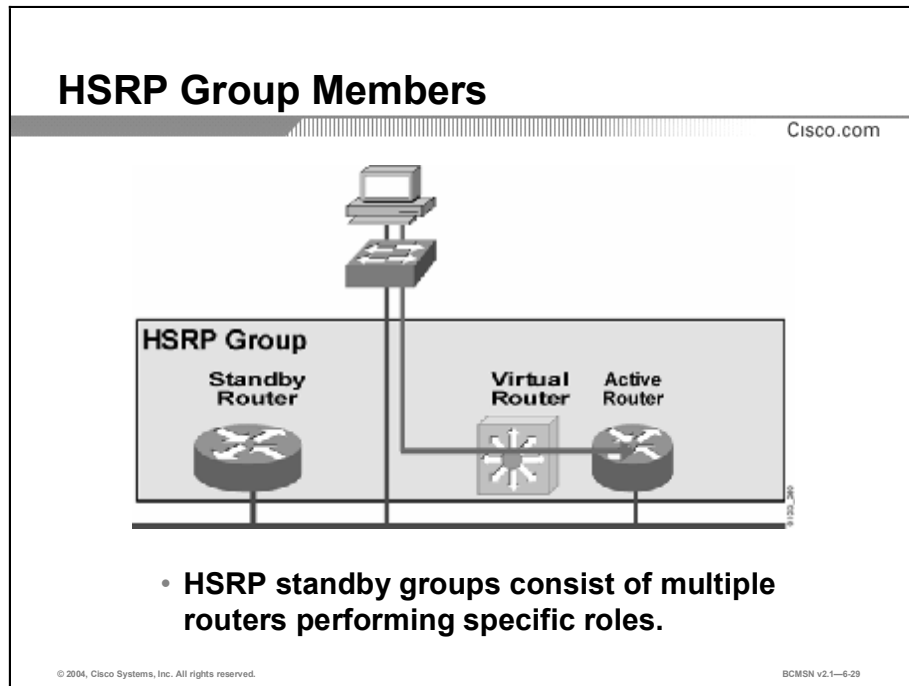 HSRP Group Members
Cisco.com
HSRP Group
Standby
Router
Virtual
Router
Active
Router
• HSRP standby groups consist of multiple
routers performing specific roles.
© 2004, Cisco Systems, Inc. All rights reserved.
BCMSN v2.1—6-29